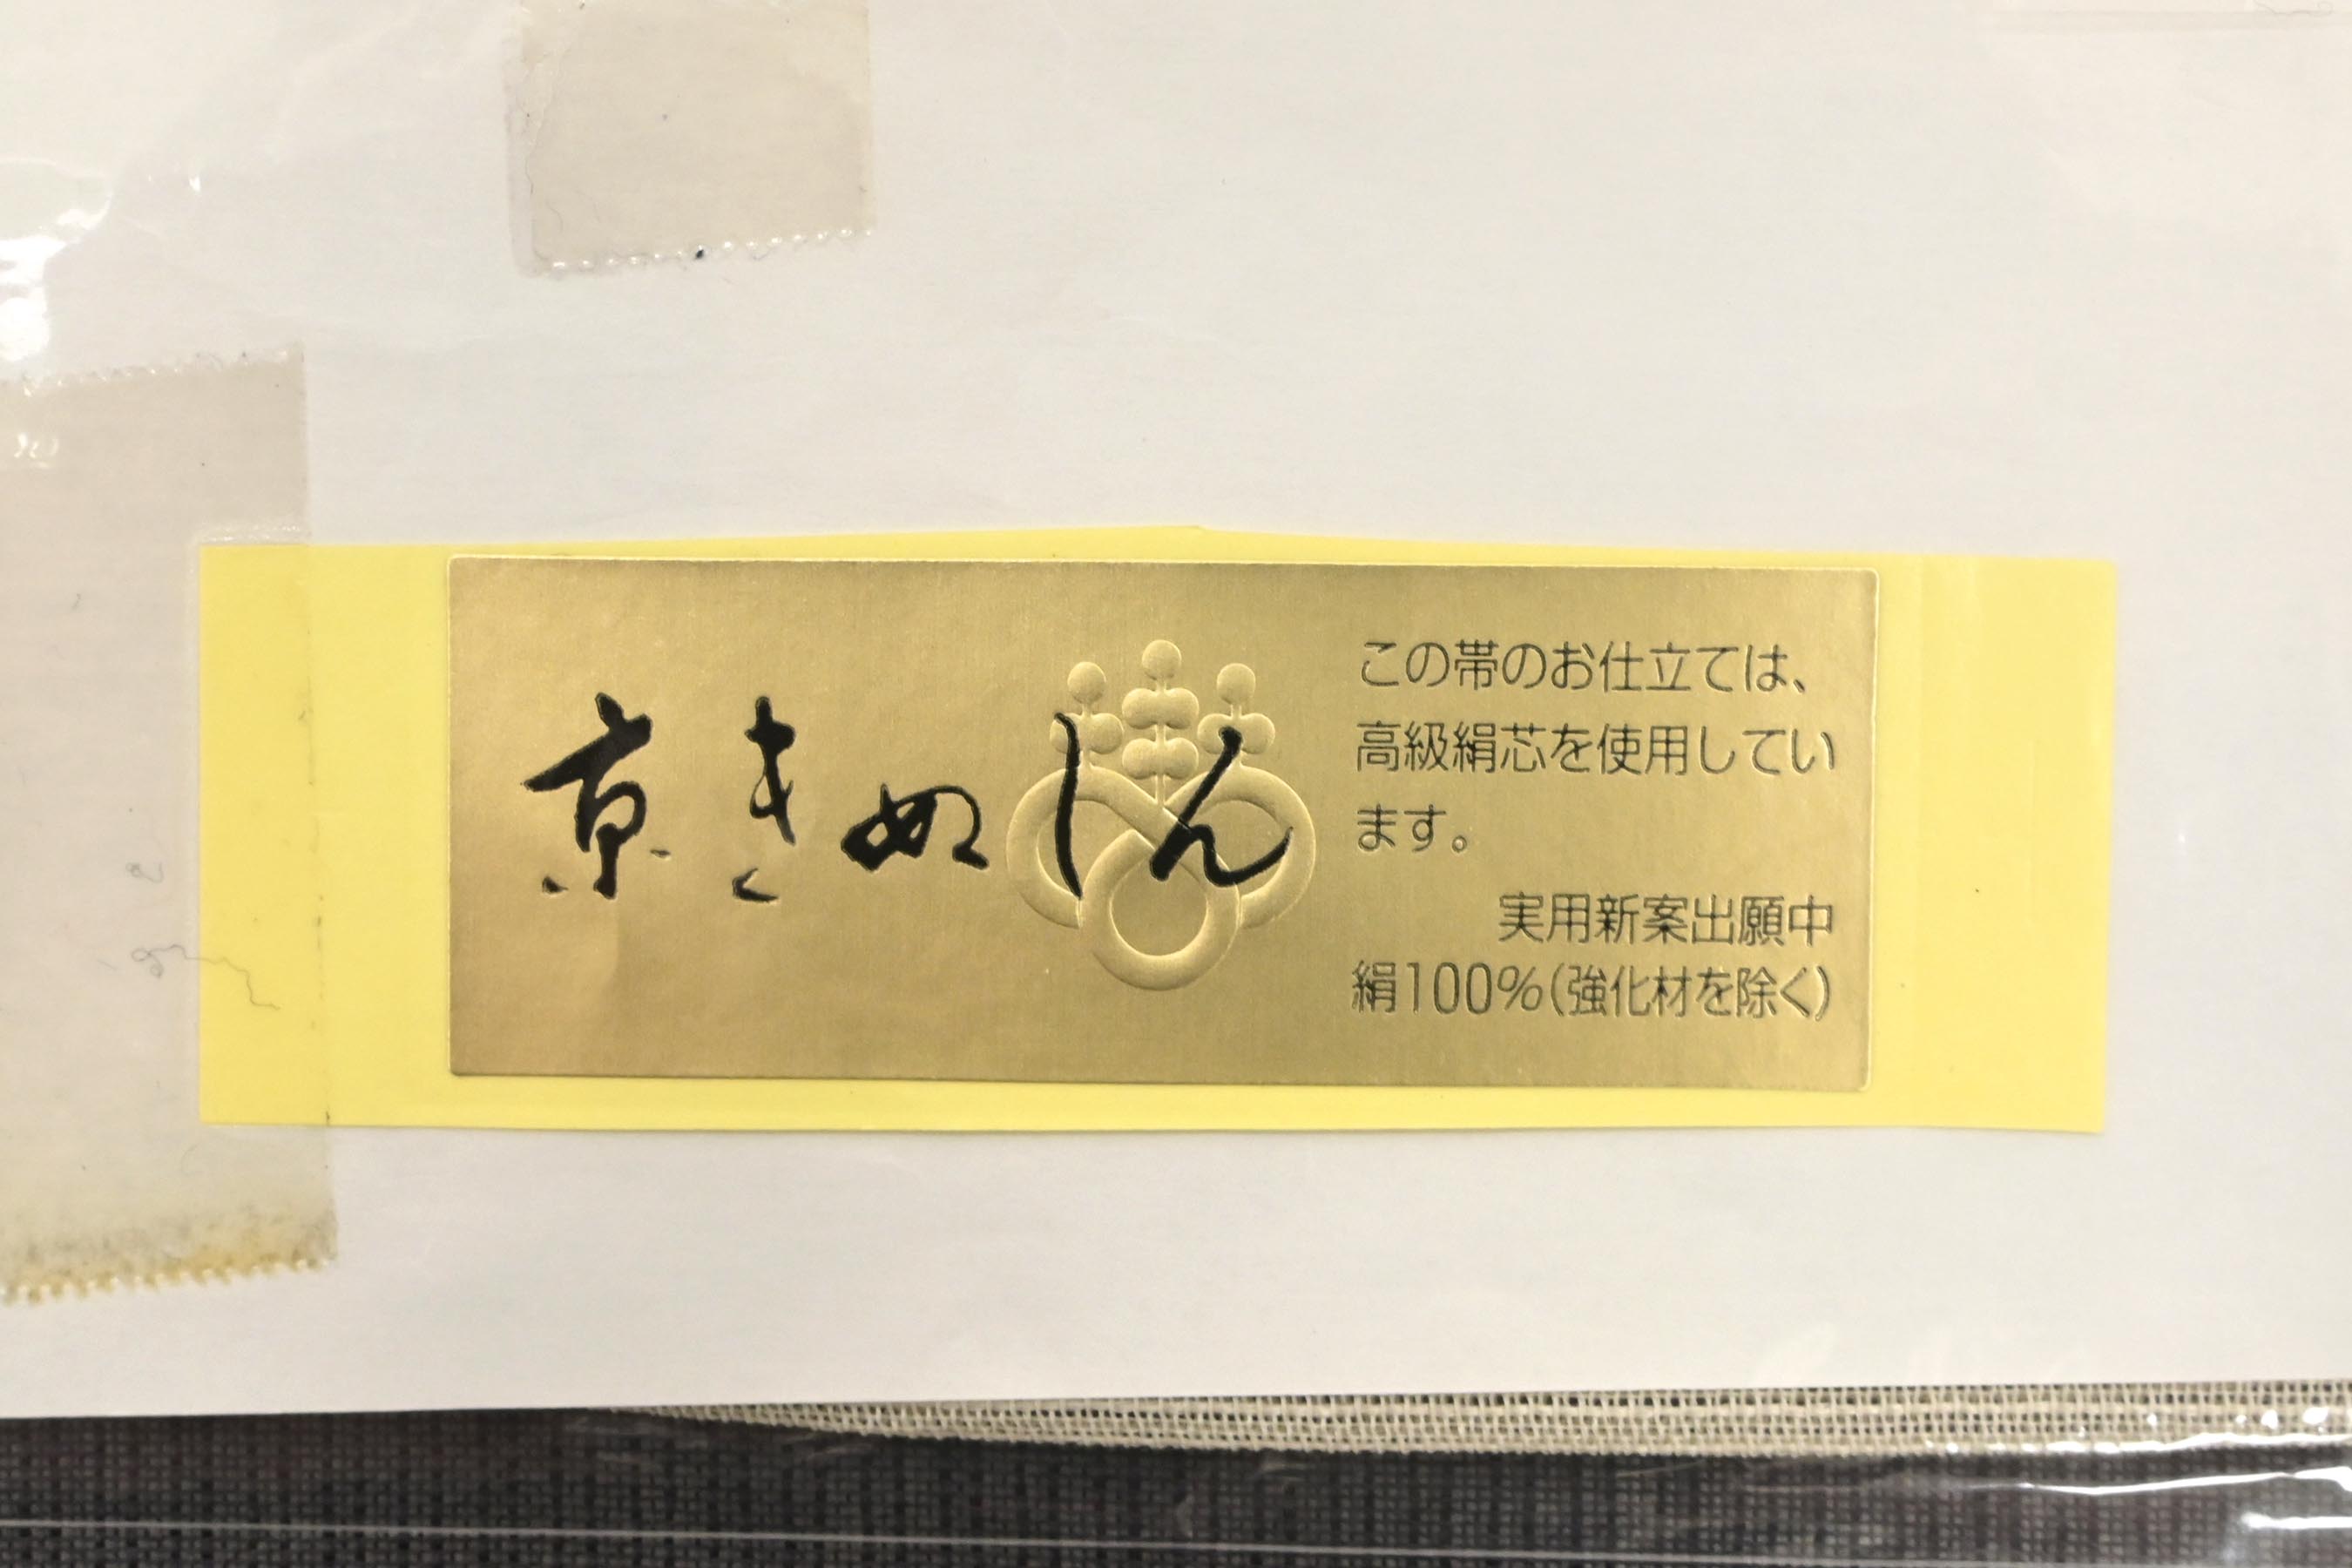 京きぬしん
この帯のお仕立ては、
高級絹芯を使用してい
ます。
実用新案出願中
絹100%(強化材を除く)